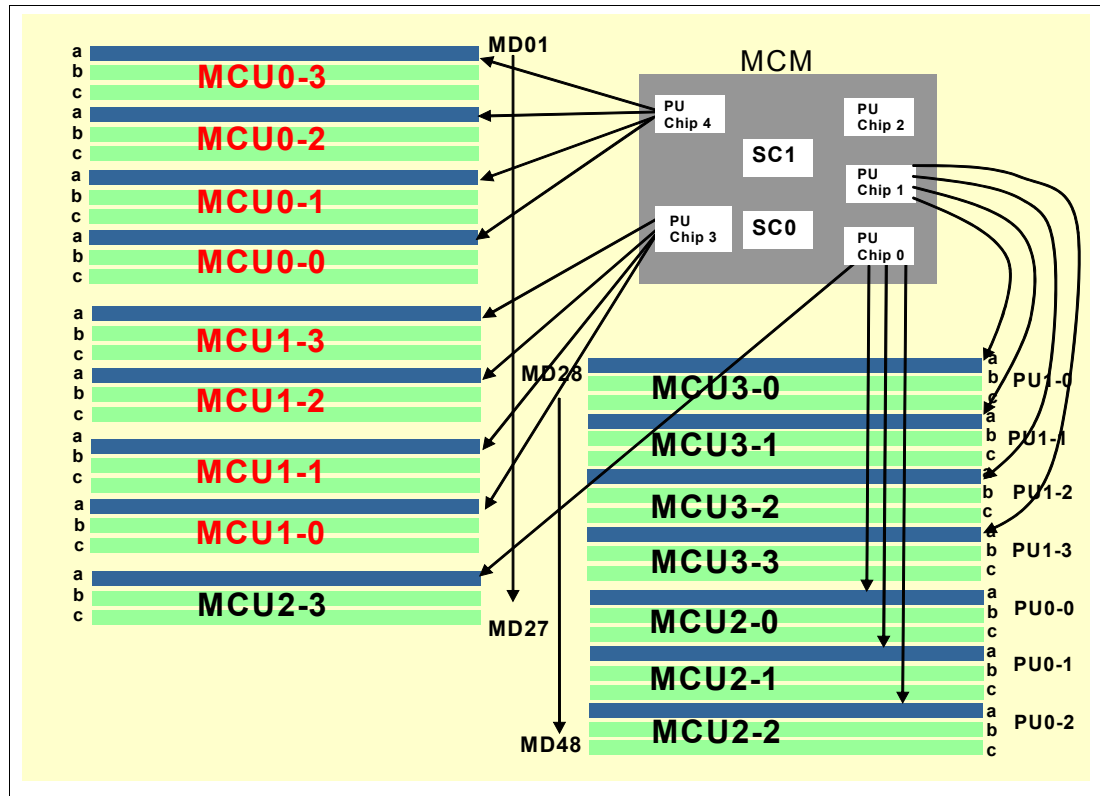 MD01
a
b
c
MCU0-3
a
b
c
MCU0-2
a
b
c
MCU0-1
a
b
c
MCU0-0
a
b
c
MCU1-3
a
b
c
MCU1-2
a
b
c
MCU1-1
a
b
c
MCU1-0
a
b
c
MCU2-3
MD27
MCM
PU
Chip 4
PU
Chip 2
SC1
PU
Chip 1
PU
Chip 3
SC0
PU
Chip 0
MD28
MCU3-0
a
b
c
PU1-0
MCU3-1
a
b
c
PU1-1
MCU3-2
a
b
c
PU1-2
MCU3-3
a
b
c
PU1-3
MCU2-0
a
b
c
PU0-0
MCU2-1
a
b
c
PU0-1
MCU2-2
a
b
c
PU0-2
MD48